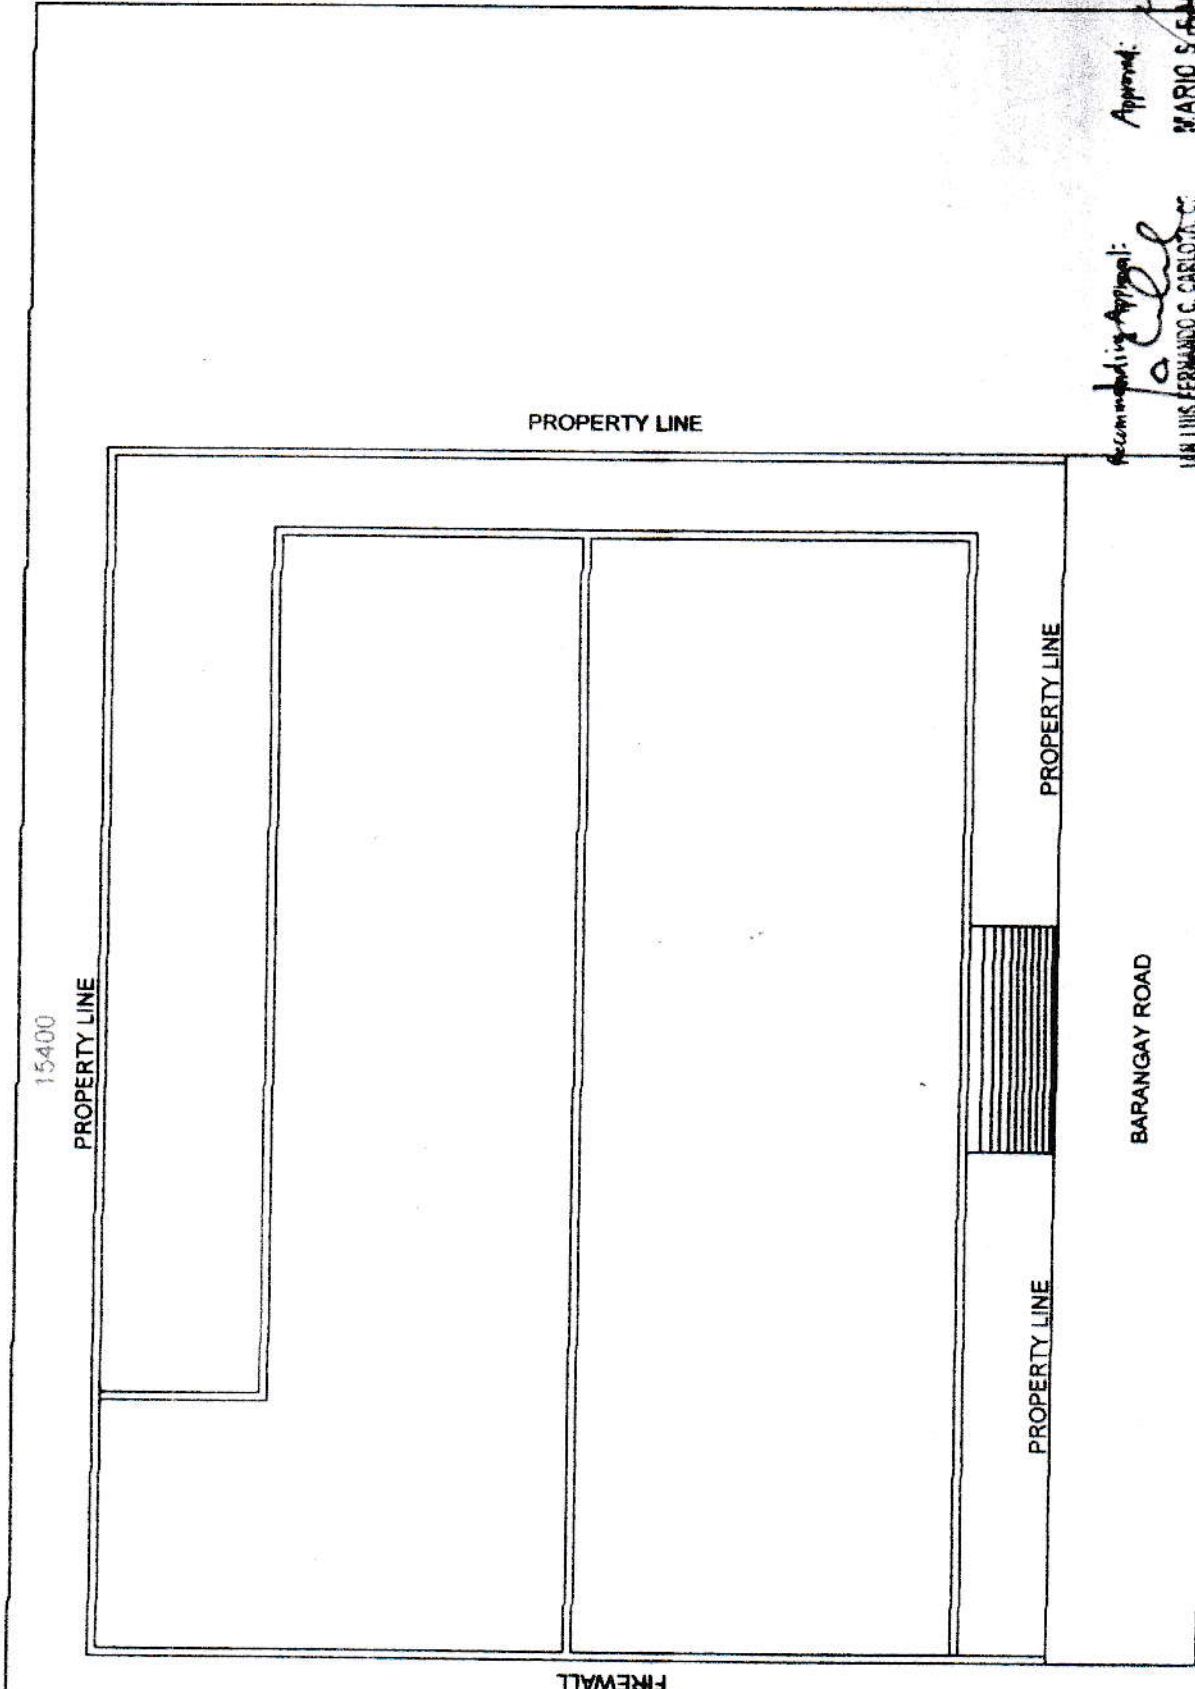 15400
PROPERTY LINE
PROPERTY LINE
PROPERTY LINE
PROPERTY LINE
BARANGAY ROAD
FIREWALL
Recommending Approval:
FERNANDO C. CARLOTA
Approved:
MARIO S.